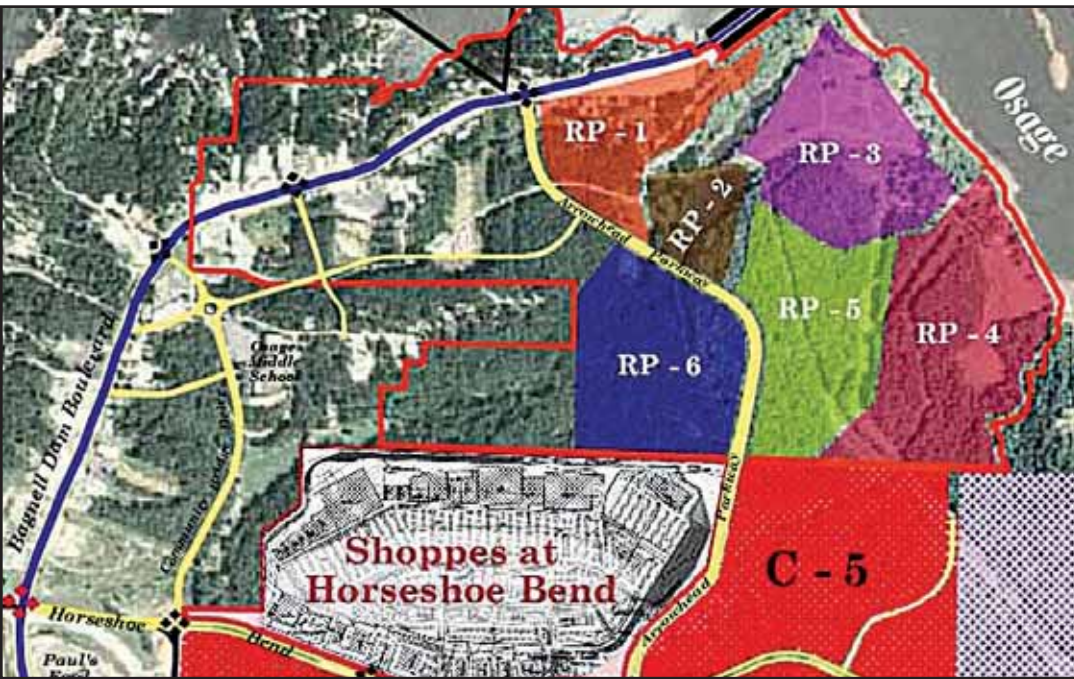 RP - 1
RP - 2
RP - 3
Osage
Arrowhead
Parkway
RP - 5
RP - 4
RP - 6
Osage
Middle
School
Bagnell Dam Boulevard
Parkway
Shoppes at
Horseshoe Bend
C - 5
Arrowhead
Horseshoe
Bend
Paul's